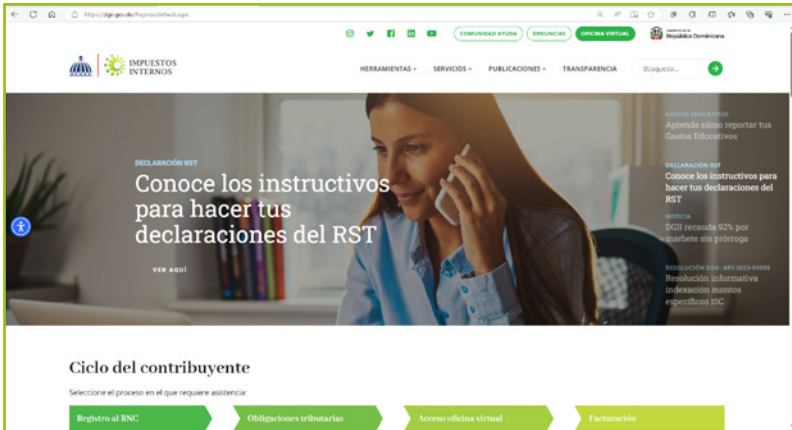 https://dgii.gov.do/Paginas/default.aspx
COMUNIDAD AYUDA
DENUNCIAS
OFICINA VIRTUAL
República Dominicana
IMPUESTOS
INTERNOS
HERRAMIENTAS
SERVICIOS
PUBLICACIONES
TRANSPARENCIA
Búsqueda...
DECLARACIÓN RST
Conoce los instructivos
para hacer tus
declaraciones del RST
VER AQUÍ
GASTOS EDUCATIVOS
Aprende cómo reportar tus
Gastos Educativos
DECLARACIÓN RST
Conoce los instructivos para
hacer tus declaraciones del
RST
NOTICIA
DGII recauda 92% por
marbete sin prórroga
Resolución informativa
indexación montos
específicos ISC
Ciclo del contribuyente
Seleccione el proceso en el que requiere asistencia:
Registro al RNC
Obligaciones tributarias
Acceso oficina virtual
Facturación